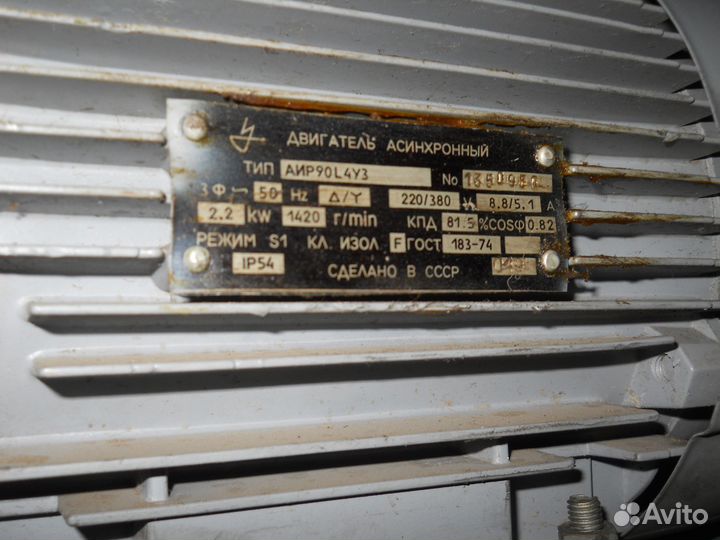 ДВИГАТЕЛЬ АСИНХРОННЫЙ
ТИП АИР90L4У3 No
3Ф ~ 50 Hz Δ/Y 220/380 V 8.8/5.1 A
2.2 kW 1420 r/min КПД 81.5 % COSφ 0.82
РЕЖИМ S1 КЛ. ИЗОЛ F ГОСТ 183-74
IP54 СДЕЛАНО В СССР
Avito